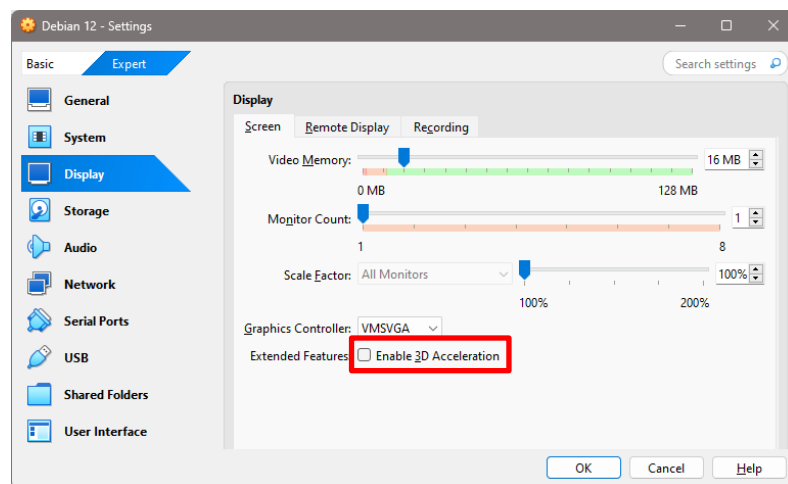 Debian 12 - Settings
Basic Expert Search settings
General
System
Display
Storage
Audio
Network
Serial Ports
USB
Shared Folders
User Interface
Display
Screen Remote Display Recording
Video Memory: 16 MB
0 MB 128 MB
Monitor Count: 1
1 8
Scale Factor: All Monitors 100%
100% 200%
Graphics Controller: VMSVGA
Extended Features: Enable 3D Acceleration
OK Cancel Help